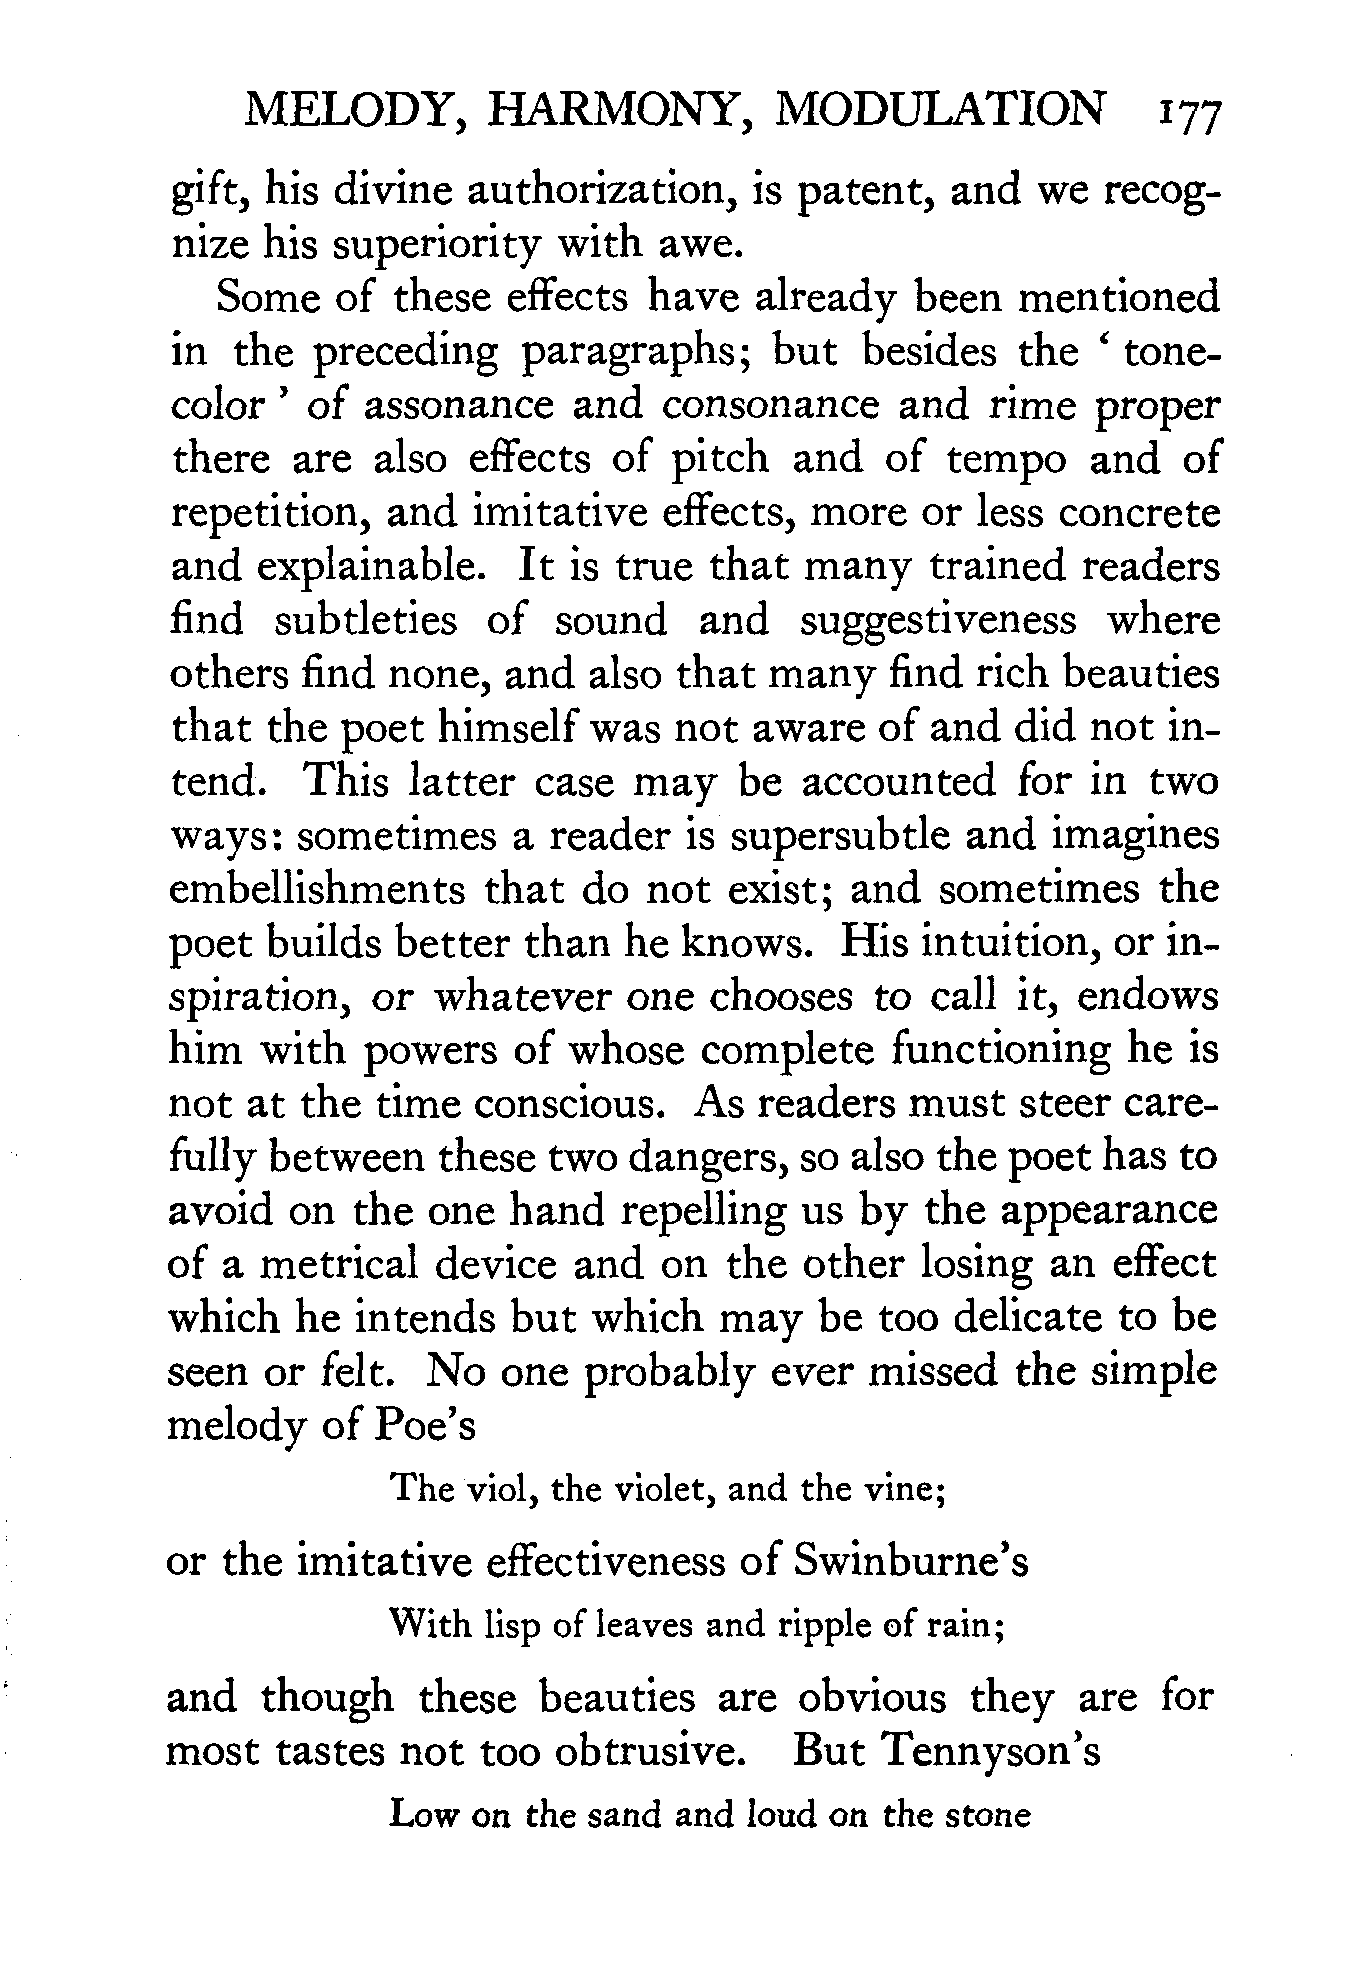 MELODY, HARMONY, MODULATION 177
gift, his divine authorization, is patent, and we recog-
nize his superiority with awe.
Some of these effects have already been mentioned
in the preceding paragraphs; but besides the ‘ tone-
color ’ of assonance and consonance and rime proper
there are also effects of pitch and of tempo and of
repetition, and imitative effects, more or less concrete
and explainable. It is true that many trained readers
find subtleties of sound and suggestiveness where
others find none, and also that many find rich beauties
that the poet himself was not aware of and did not in-
tend. This latter case may be accounted for in two
ways: sometimes a reader is supersubtle and imagines
embellishments that do not exist; and sometimes the
poet builds better than he knows. His intuition, or in-
spiration, or whatever one chooses to call it, endows
him with powers of whose complete functioning he is
not at the time conscious. As readers must steer care-
fully between these two dangers, so also the poet has to
avoid on the one hand repelling us by the appearance
of a metrical device and on the other losing an effect
which he intends but which may be too delicate to be
seen or felt. No one probably ever missed the simple
melody of Poe’s
The viol, the violet, and the vine;
or the imitative effectiveness of Swinburne’s
With lisp of leaves and ripple of rain;
and though these beauties are obvious they are for
most tastes not too obtrusive. But Tennyson’s
Low on the sand and loud on the stone